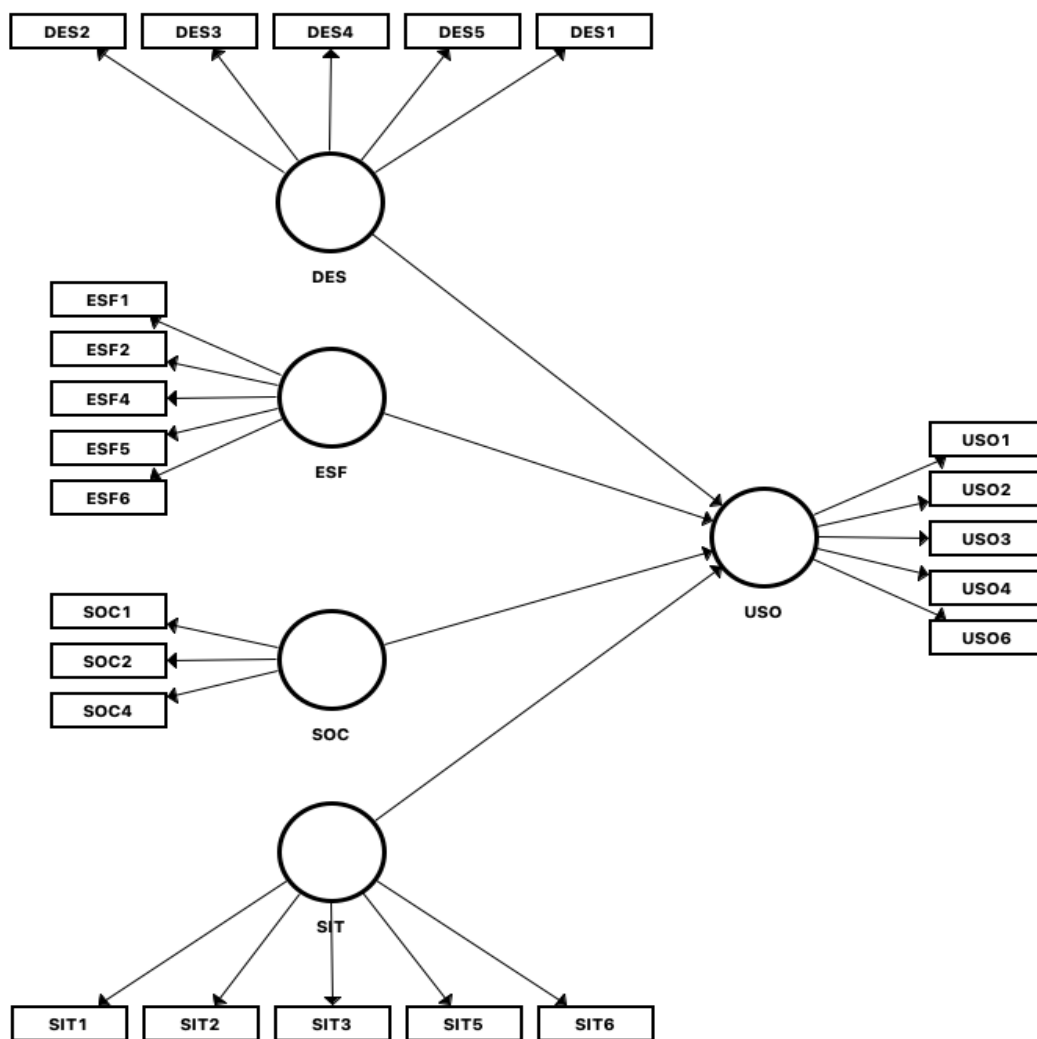 DES2 DES3 DES4 DES5 DES1
DES
ESF1
ESF2
ESF4
ESF5
ESF6
ESF
USO1
USO2
USO3
USO4
USO6
USO
SOC1
SOC2
SOC4
SOC
SIT
SIT1 SIT2 SIT3 SIT5 SIT6